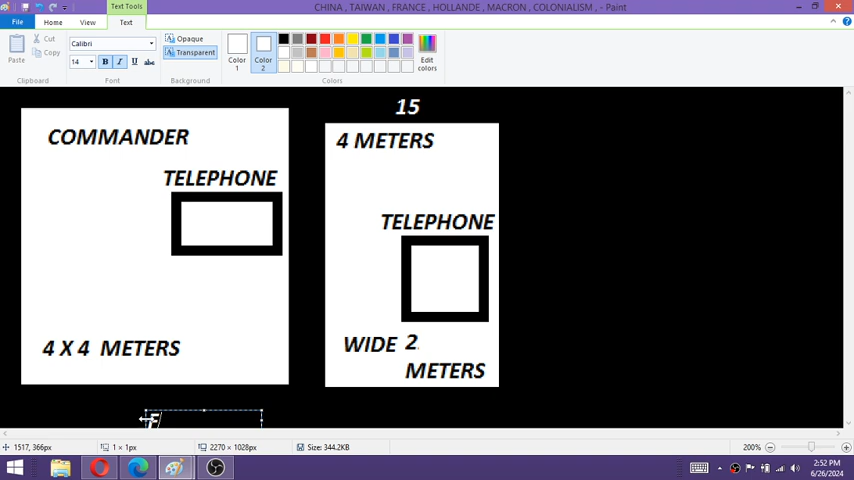 Text Tools
CHINA , TAIWAN , FRANCE , HOLLANDE , MACRON , COLONIALISM , - Paint
File
Home
View
Text
Paste
Cut
Copy
Clipboard
Calibri
14
B I U abc
Font
Opaque
Transparent
Background
Color 1
Color 2
Edit colors
Colors
COMMANDER
TELEPHONE
4 X 4 METERS
15
4 METERS
TELEPHONE
WIDE 2
METERS
F
1517, 366px
1 × 1px
2270 × 1028px
Size: 344.2KB
200%
2:52 PM
6/26/2024